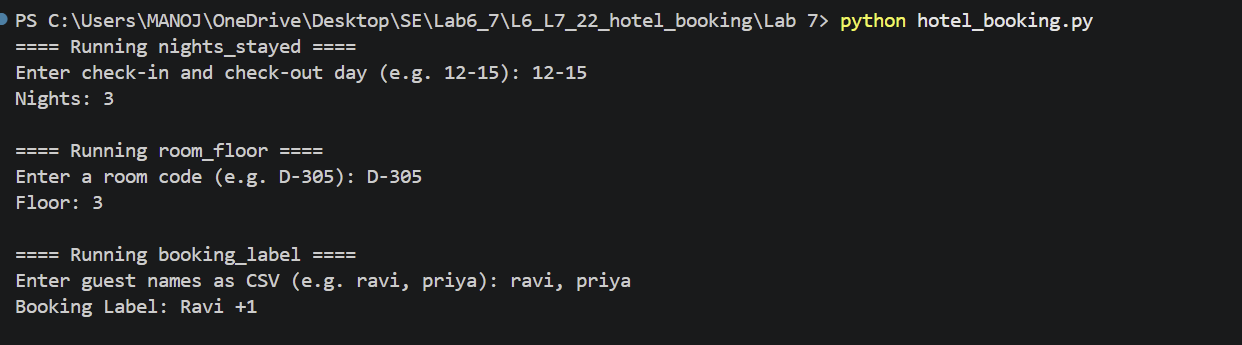 PS C:\Users\MANOJ\OneDrive\Desktop\SE\Lab6_7\L6_L7_22_hotel_booking\Lab 7> python hotel_booking.py
==== Running nights_stayed ====
Enter check-in and check-out day (e.g. 12-15): 12-15
Nights: 3
==== Running room_floor ====
Enter a room code (e.g. D-305): D-305
Floor: 3
==== Running booking_label ====
Enter guest names as CSV (e.g. ravi, priya): ravi, priya
Booking Label: Ravi +1